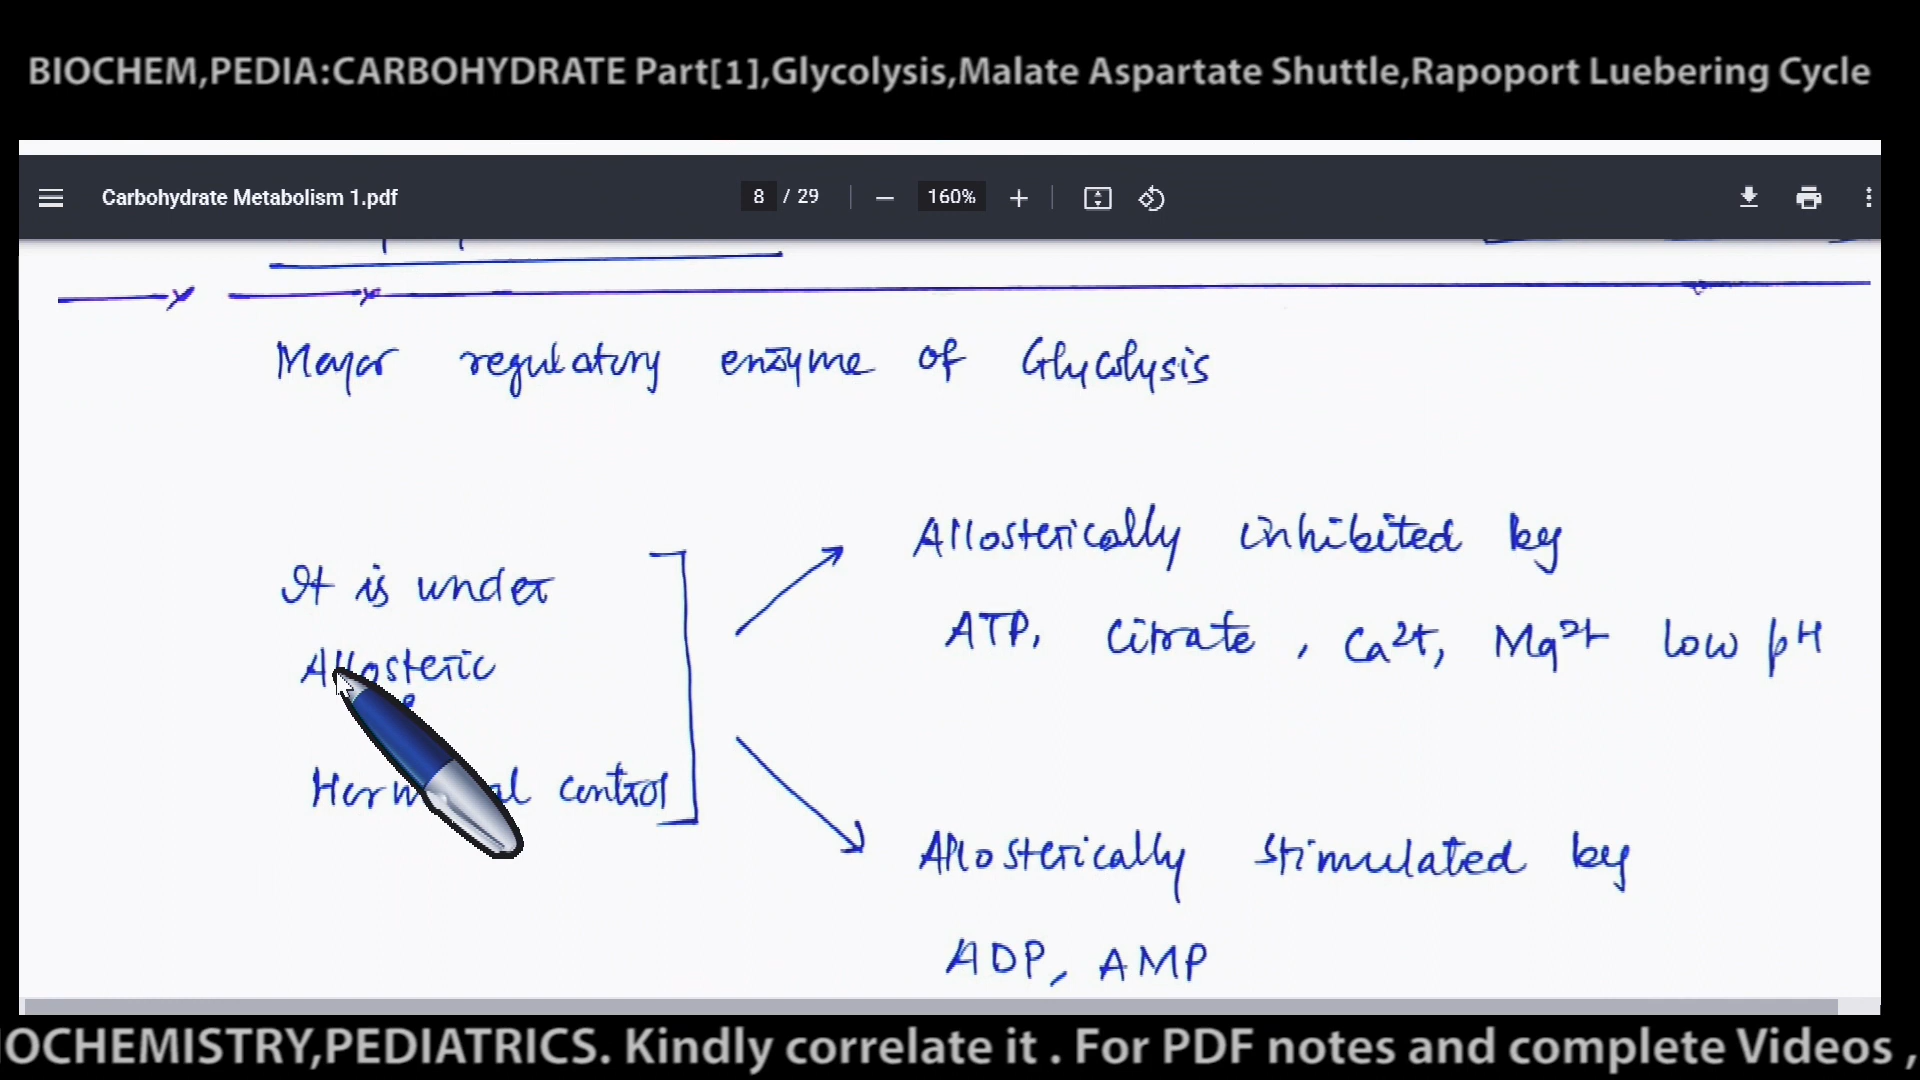 BIOCHEM,PEDIA:CARBOHYDRATE Part[1],Glycolysis,Malate Aspartate Shuttle,Rapoport Luebering Cycle
Carbohydrate Metabolism 1.pdf 8 / 29 160%
Major regulatory enzyme of Glycolysis
It is under
Allosteric
&
Hormonal control
Allosterically inhibited by
ATP, Citrate, Ca2+, Mg2+ low pH
Allosterically stimulated by
ADP, AMP
IOCHEMISTRY,PEDIATRICS. Kindly correlate it . For PDF notes and complete Videos ,